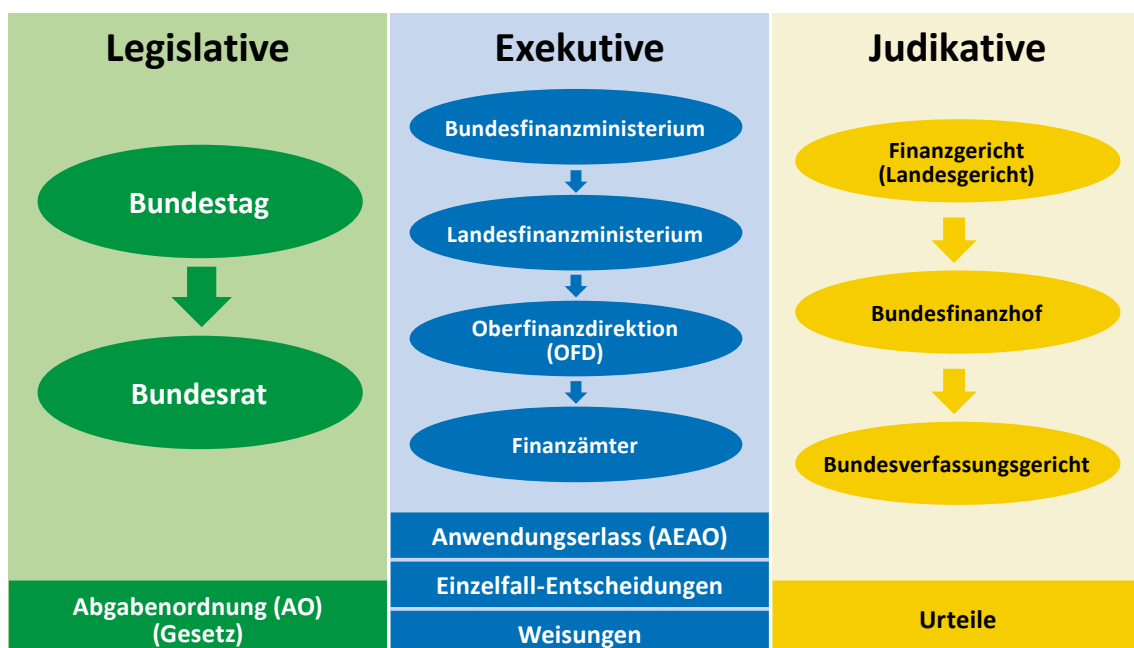 Legislative
Bundestag
Bundesrat
Abgabenordnung (AO)
(Gesetz)
Exekutive
Bundesfinanzministerium
Landesfinanzministerium
Oberfinanzdirektion
(OFD)
Finanzämter
Anwendungserlass (AEAO)
Einzelfall-Entscheidungen
Weisungen
Judikative
Finanzgericht
(Landesgericht)
Bundesfinanzhof
Bundesverfassungsgericht
Urteile